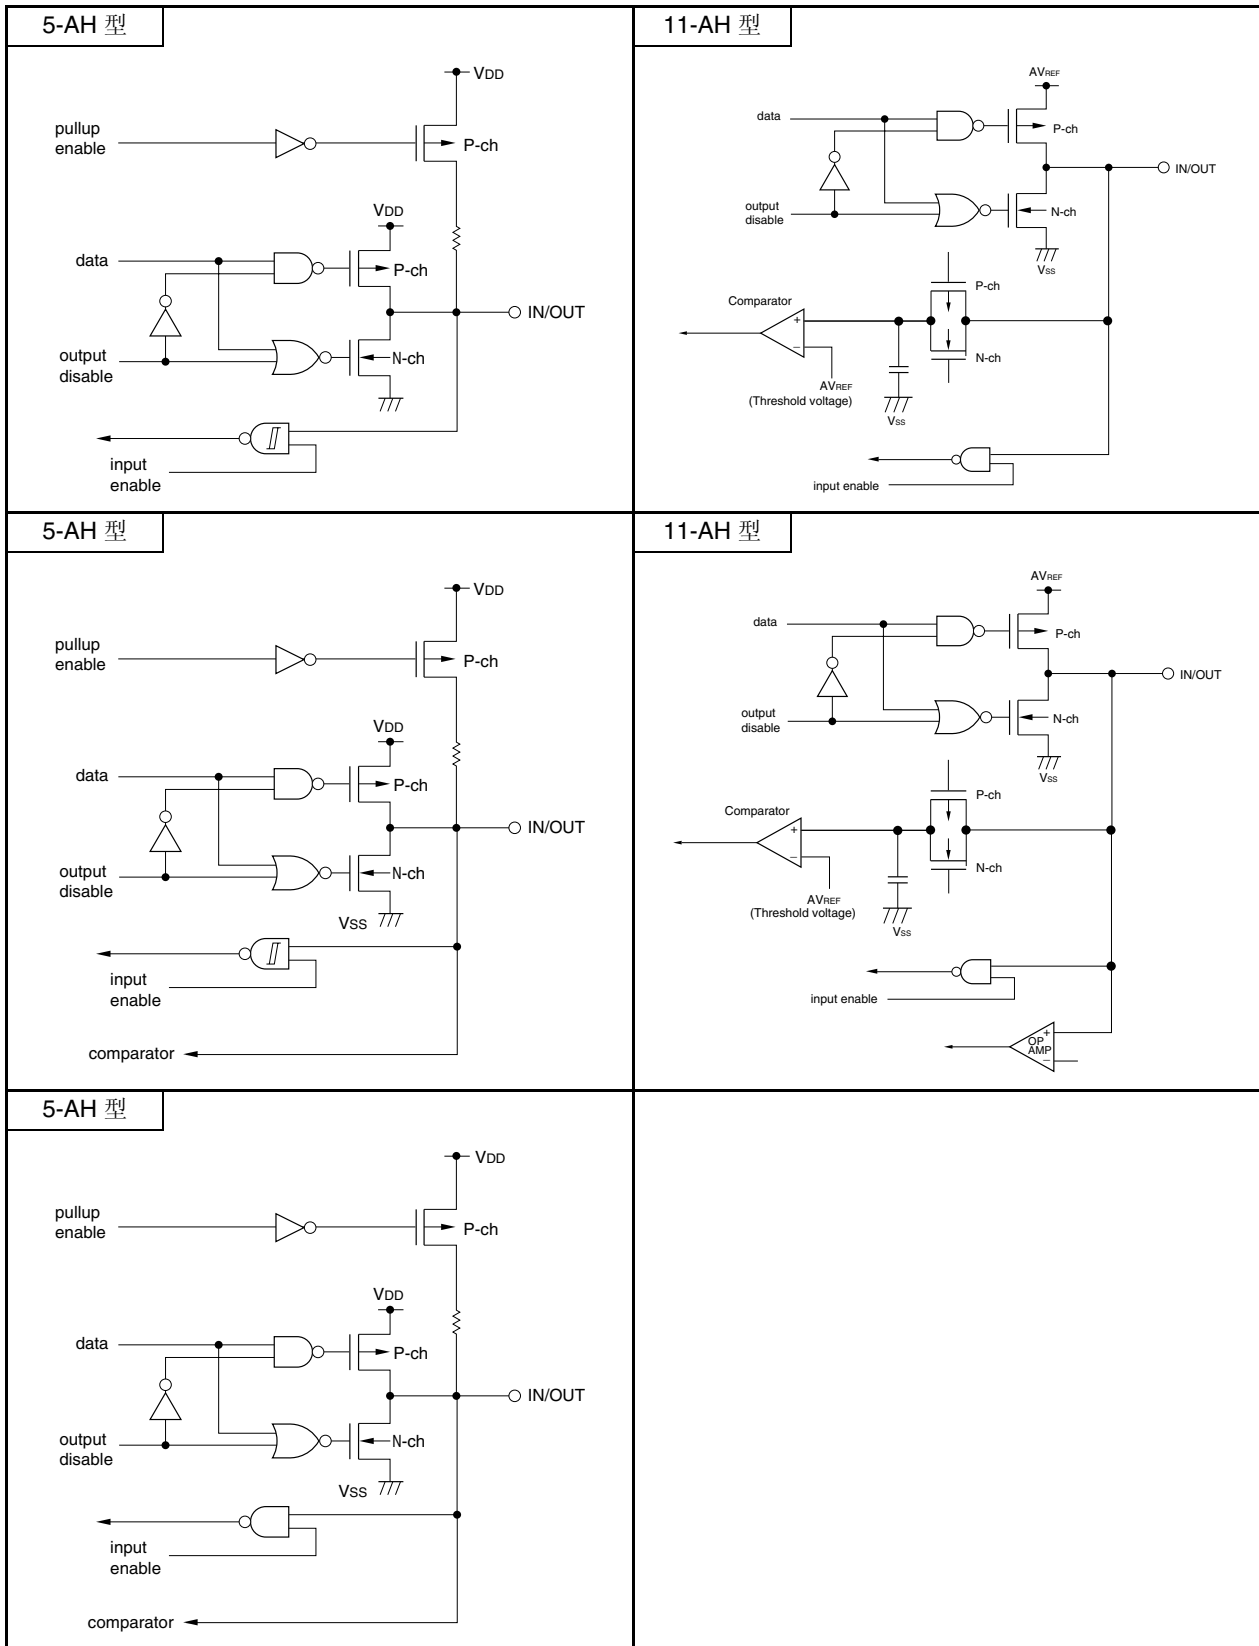 5-AH 型
VDD
pullup
enable
P-ch
VDD
data
P-ch
IN/OUT
output
disable
N-ch
input
enable
11-AH 型
AVREF
data
P-ch
IN/OUT
output
disable
N-ch
VSS
P-ch
Comparator
+
−
N-ch
AVREF
(Threshold voltage)
VSS
input enable
5-AH 型
VDD
pullup
enable
P-ch
VDD
data
P-ch
IN/OUT
output
disable
N-ch
VSS
input
enable
comparator
11-AH 型
AVREF
data
P-ch
IN/OUT
output
disable
N-ch
VSS
P-ch
Comparator
+
−
N-ch
AVREF
(Threshold voltage)
VSS
input enable
+
OP
AMP
−
5-AH 型
VDD
pullup
enable
P-ch
VDD
data
P-ch
IN/OUT
output
disable
N-ch
VSS
input
enable
comparator